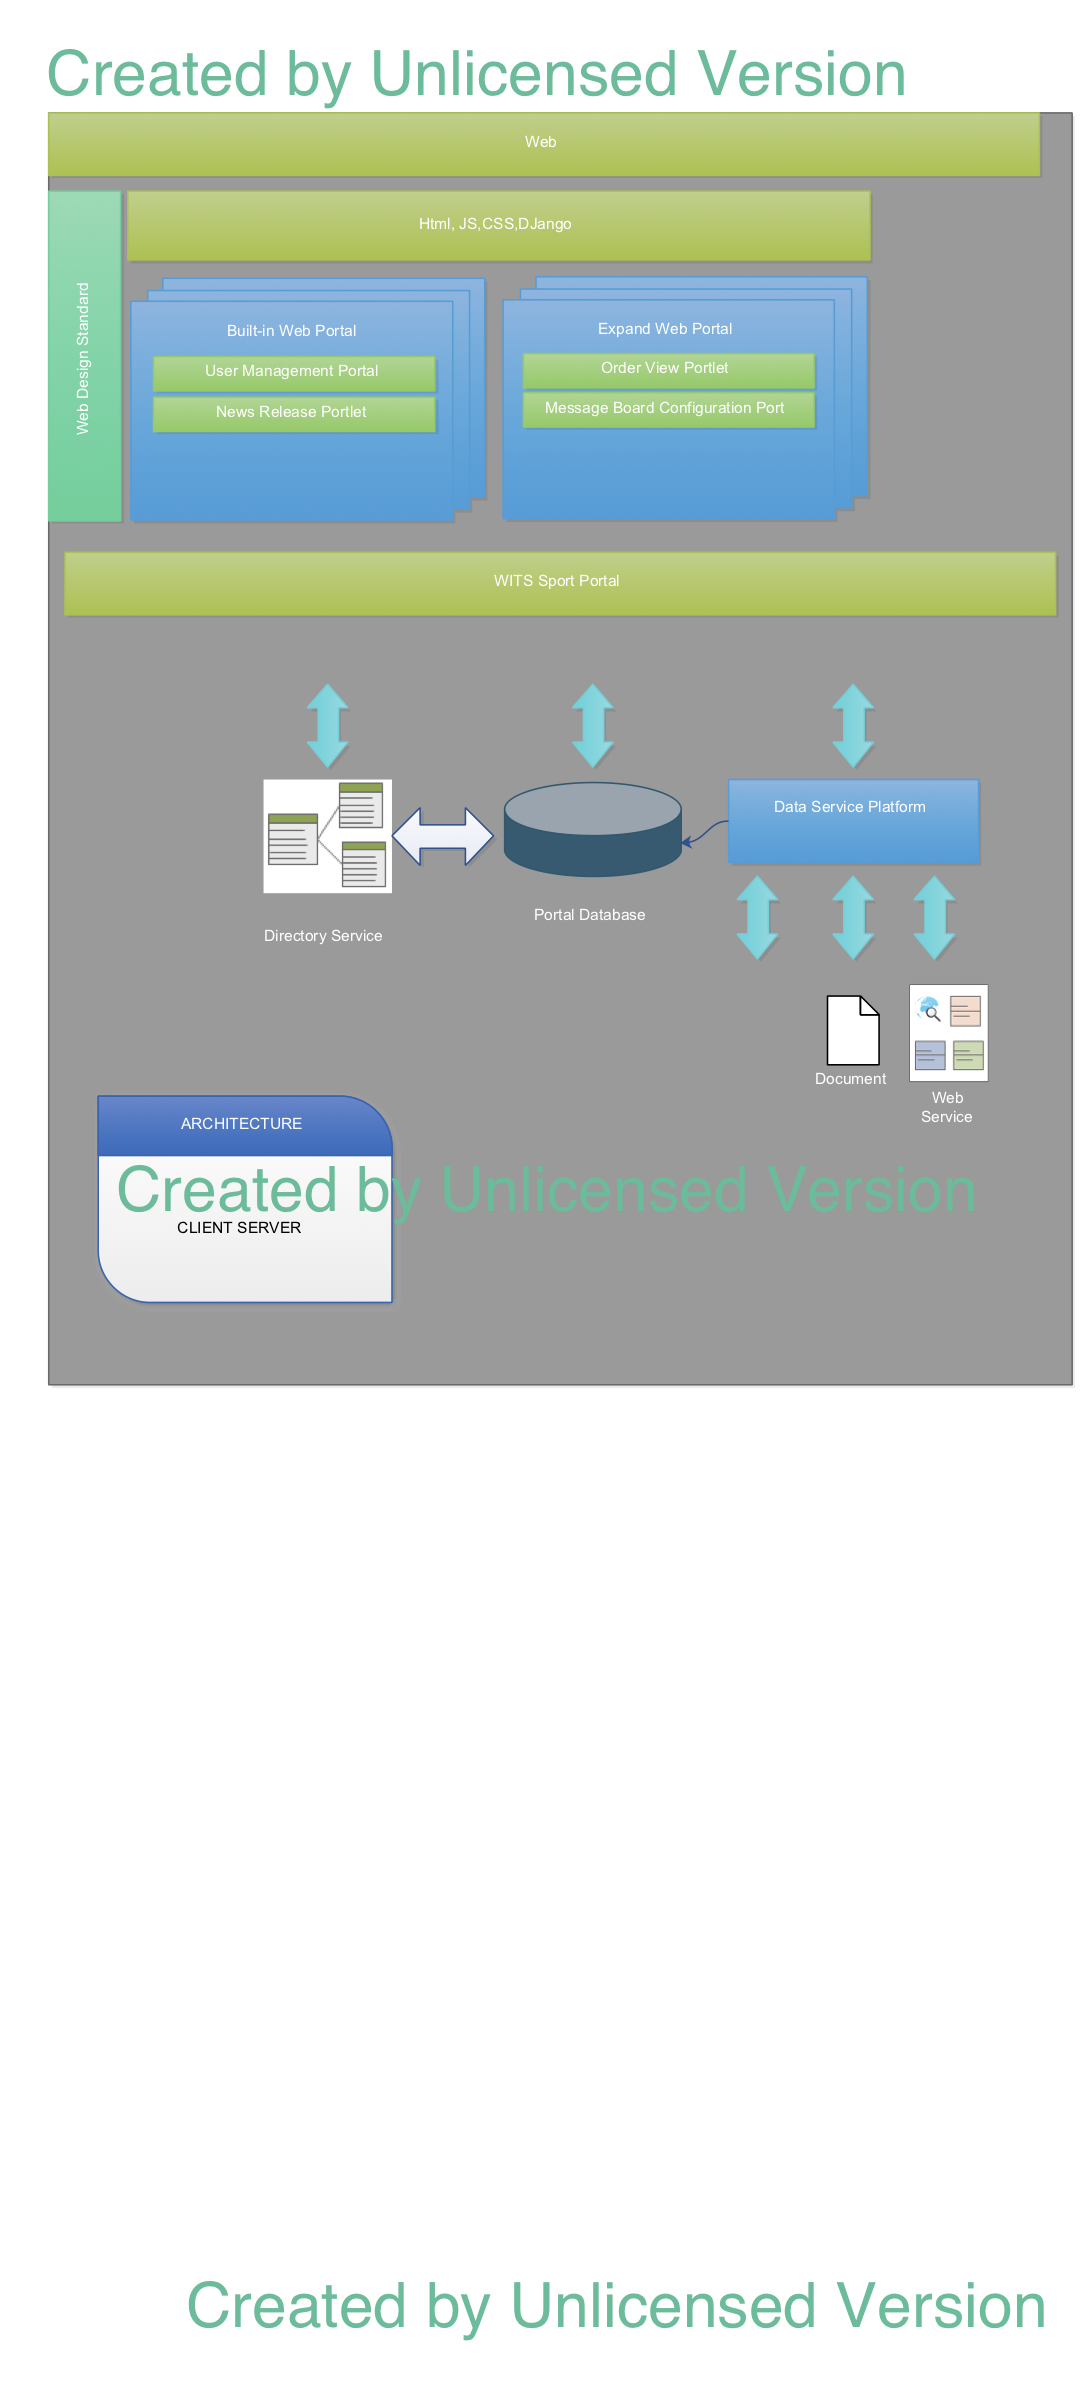 Created by Unlicensed Version
Web
Html, JS,CSS,DJango
Web Design Standard
Built-in Web Portal
User Management Portal
News Release Portlet
Expand Web Portal
Order View Portlet
Message Board Configuration Port
WITS Sport Portal
Data Service Platform
Portal Database
Directory Service
Document
Web
Service
ARCHITECTURE
Created by Unlicensed Version
CLIENT SERVER
Created by Unlicensed Version